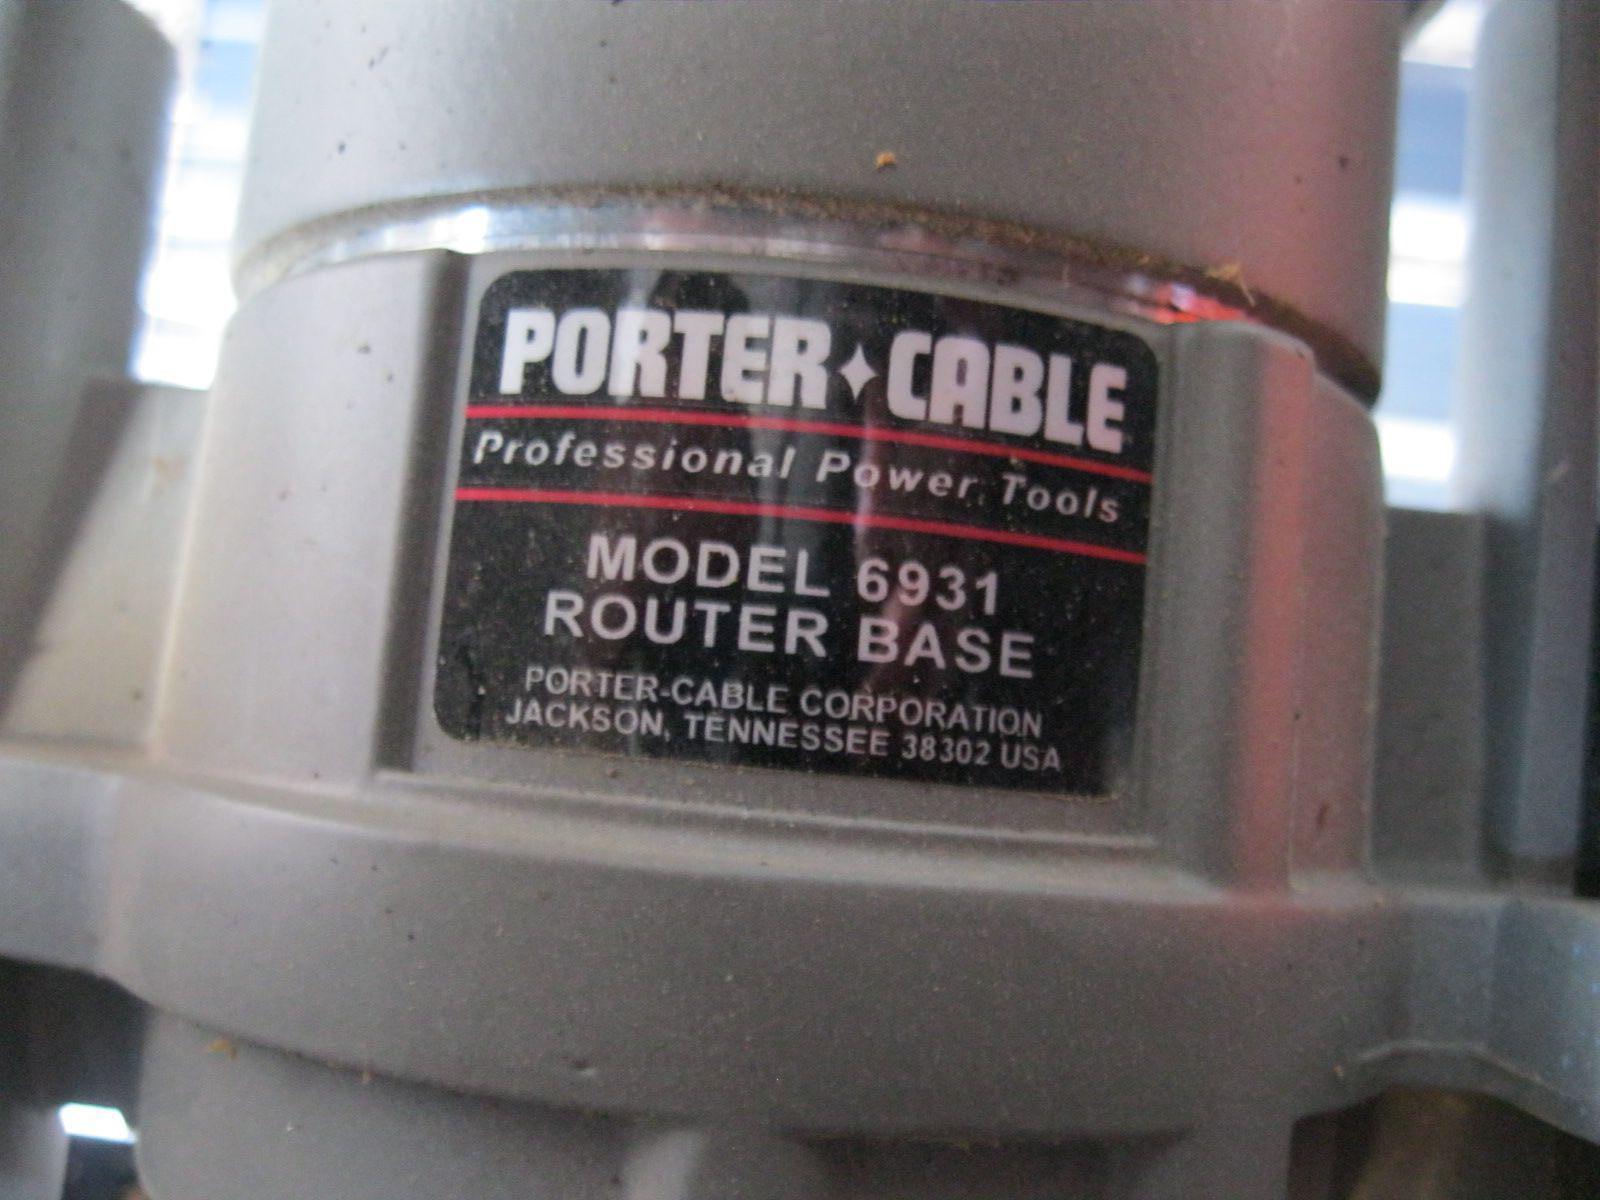 PORTER✦CABLE
Professional Power Tools
MODEL 6931
ROUTER BASE
PORTER-CABLE CORPORATION
JACKSON, TENNESSEE 38302 USA